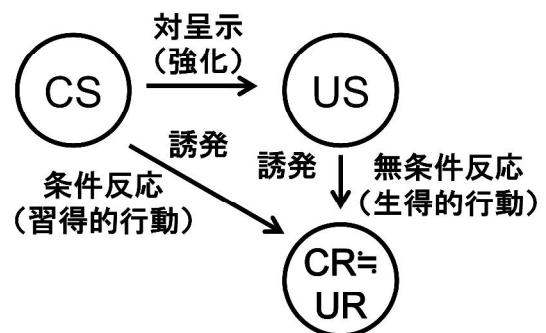 対呈示
（強化）
CS
US
誘発
誘発
条件反応
（習得的行動）
無条件反応
（生得的行動）
CR≒
UR